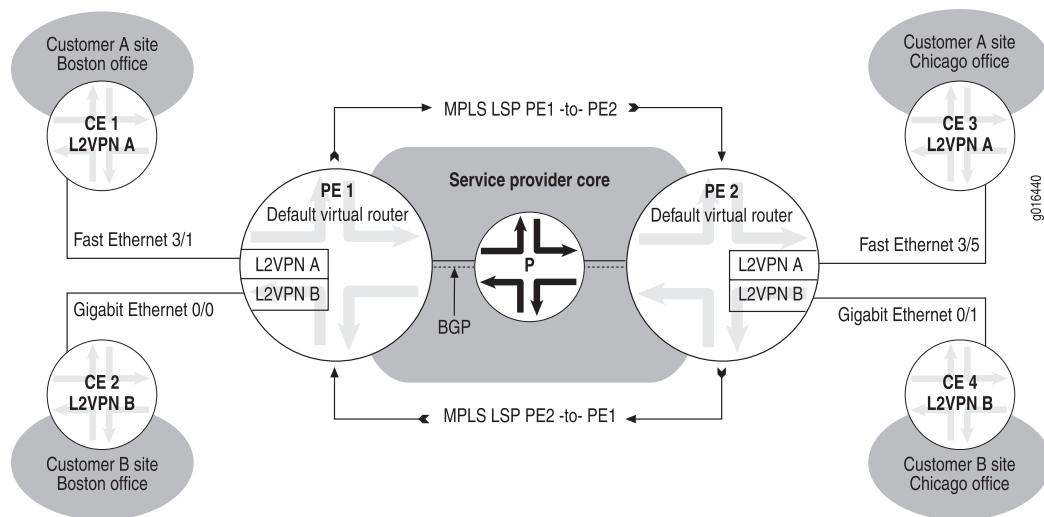 Customer A site
Boston office
CE 1
L2VPN A
Fast Ethernet 3/1
Gigabit Ethernet 0/0
CE 2
L2VPN B
Customer B site
Boston office
MPLS LSP PE1 -to- PE2
Service provider core
PE 1
Default virtual router
L2VPN A
L2VPN B
P
BGP
PE 2
Default virtual router
L2VPN A
L2VPN B
MPLS LSP PE2 -to- PE1
Customer A site
Chicago office
CE 3
L2VPN A
Fast Ethernet 3/5
Gigabit Ethernet 0/1
CE 4
L2VPN B
Customer B site
Chicago office
g016440